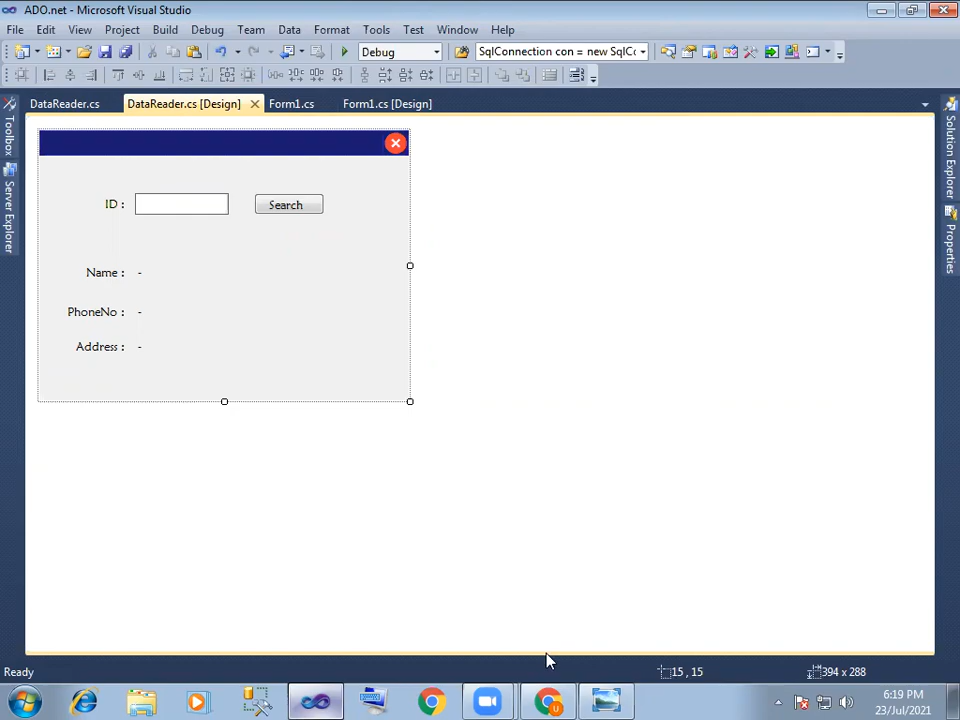 ADO.net - Microsoft Visual Studio
File Edit View Project Build Debug Team Data Format Tools Test Window Help
Debug SqlConnection con = new SqlCo
DataReader.cs DataReader.cs [Design] Form1.cs Form1.cs [Design]
Toolbox
Server Explorer
Solution Explorer
Properties
ID : Search
Name : -
PhoneNo : -
Address : -
Ready 15 , 15 394 x 288
6:19 PM
23/Jul/2021